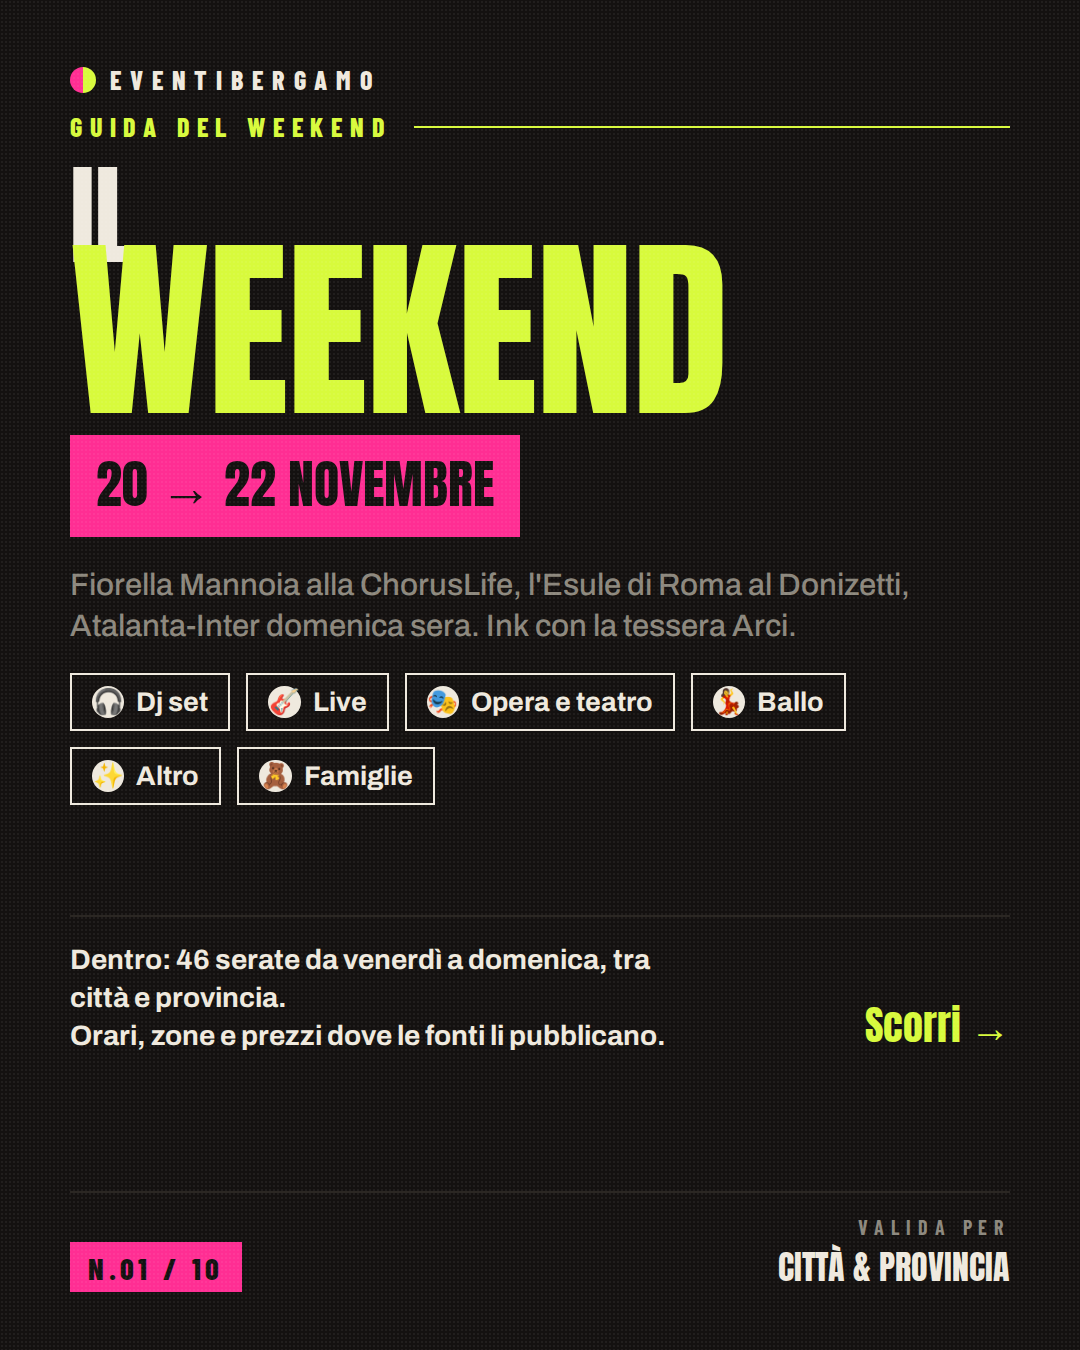 EVENTIBERGAMO
GUIDA DEL WEEKEND
IL
WEEKEND
20 → 22 NOVEMBRE
Fiorella Mannoia alla ChorusLife, l'Esule di Roma al Donizetti,
Atalanta-Inter domenica sera. Ink con la tessera Arci.
🎧 Dj set 🎸 Live 🎭 Opera e teatro 💃 Ballo
✨ Altro 🧸 Famiglie
Dentro: 46 serate da venerdì a domenica, tra
città e provincia.
Orari, zone e prezzi dove le fonti li pubblicano.
Scorri →
VALIDA PER
N.01 / 10
CITTÀ & PROVINCIA